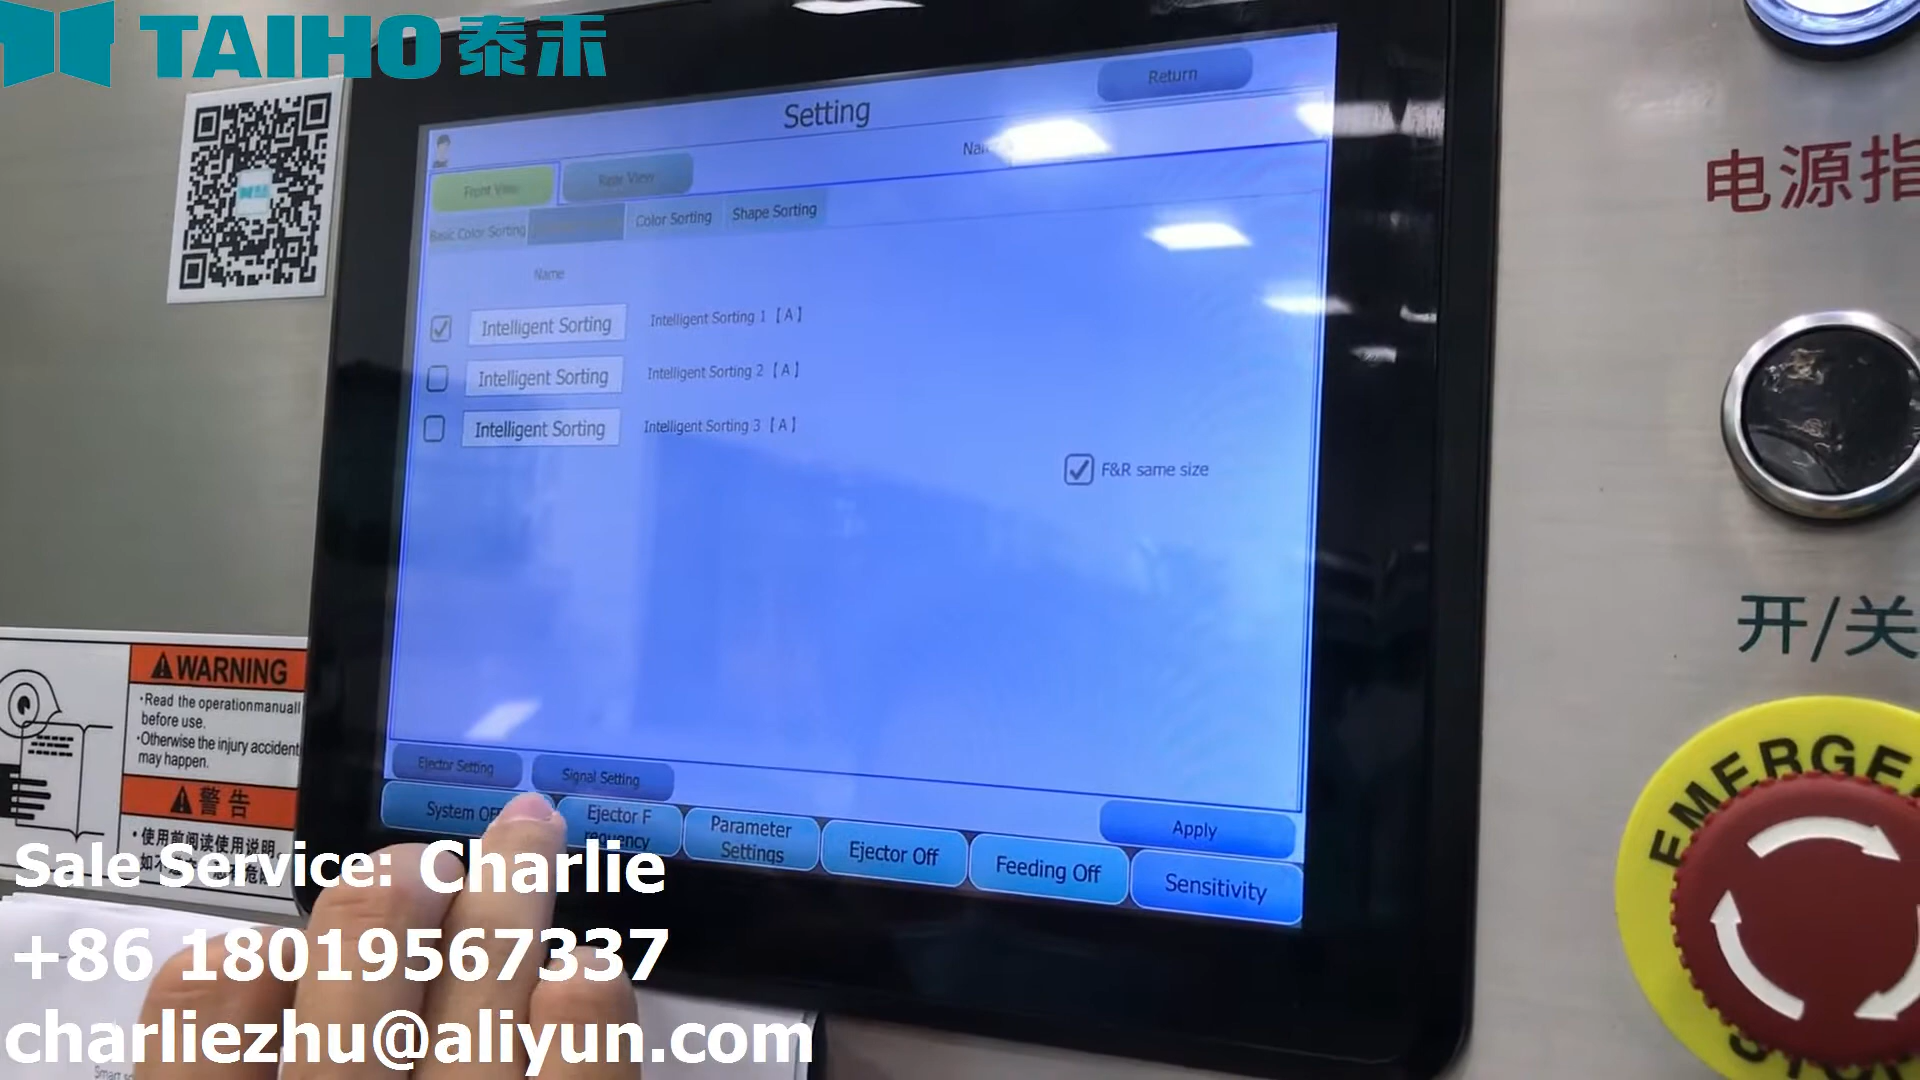 TAIHO 泰禾
Return
Setting
Front View
Rear View
Basic Color Sorting
Color Sorting
Shape Sorting
Name
Intelligent Sorting
Intelligent Sorting 1【A】
Intelligent Sorting
Intelligent Sorting 2【A】
Intelligent Sorting
Intelligent Sorting 3【A】
F&R same size
Ejector Setting
Signal Setting
System OF
Ejector F
requency
Parameter
Settings
Ejector Off
Feeding Off
Apply
Sensitivity
电源指
开/关
EMERGE
WARNING
·Read the operationmanual
before use.
·Otherwise the injury accident
may happen.
警告
·使用前阅读使用说明
Sale Service: Charlie
+86 18019567337
charliezhu@aliyun.com